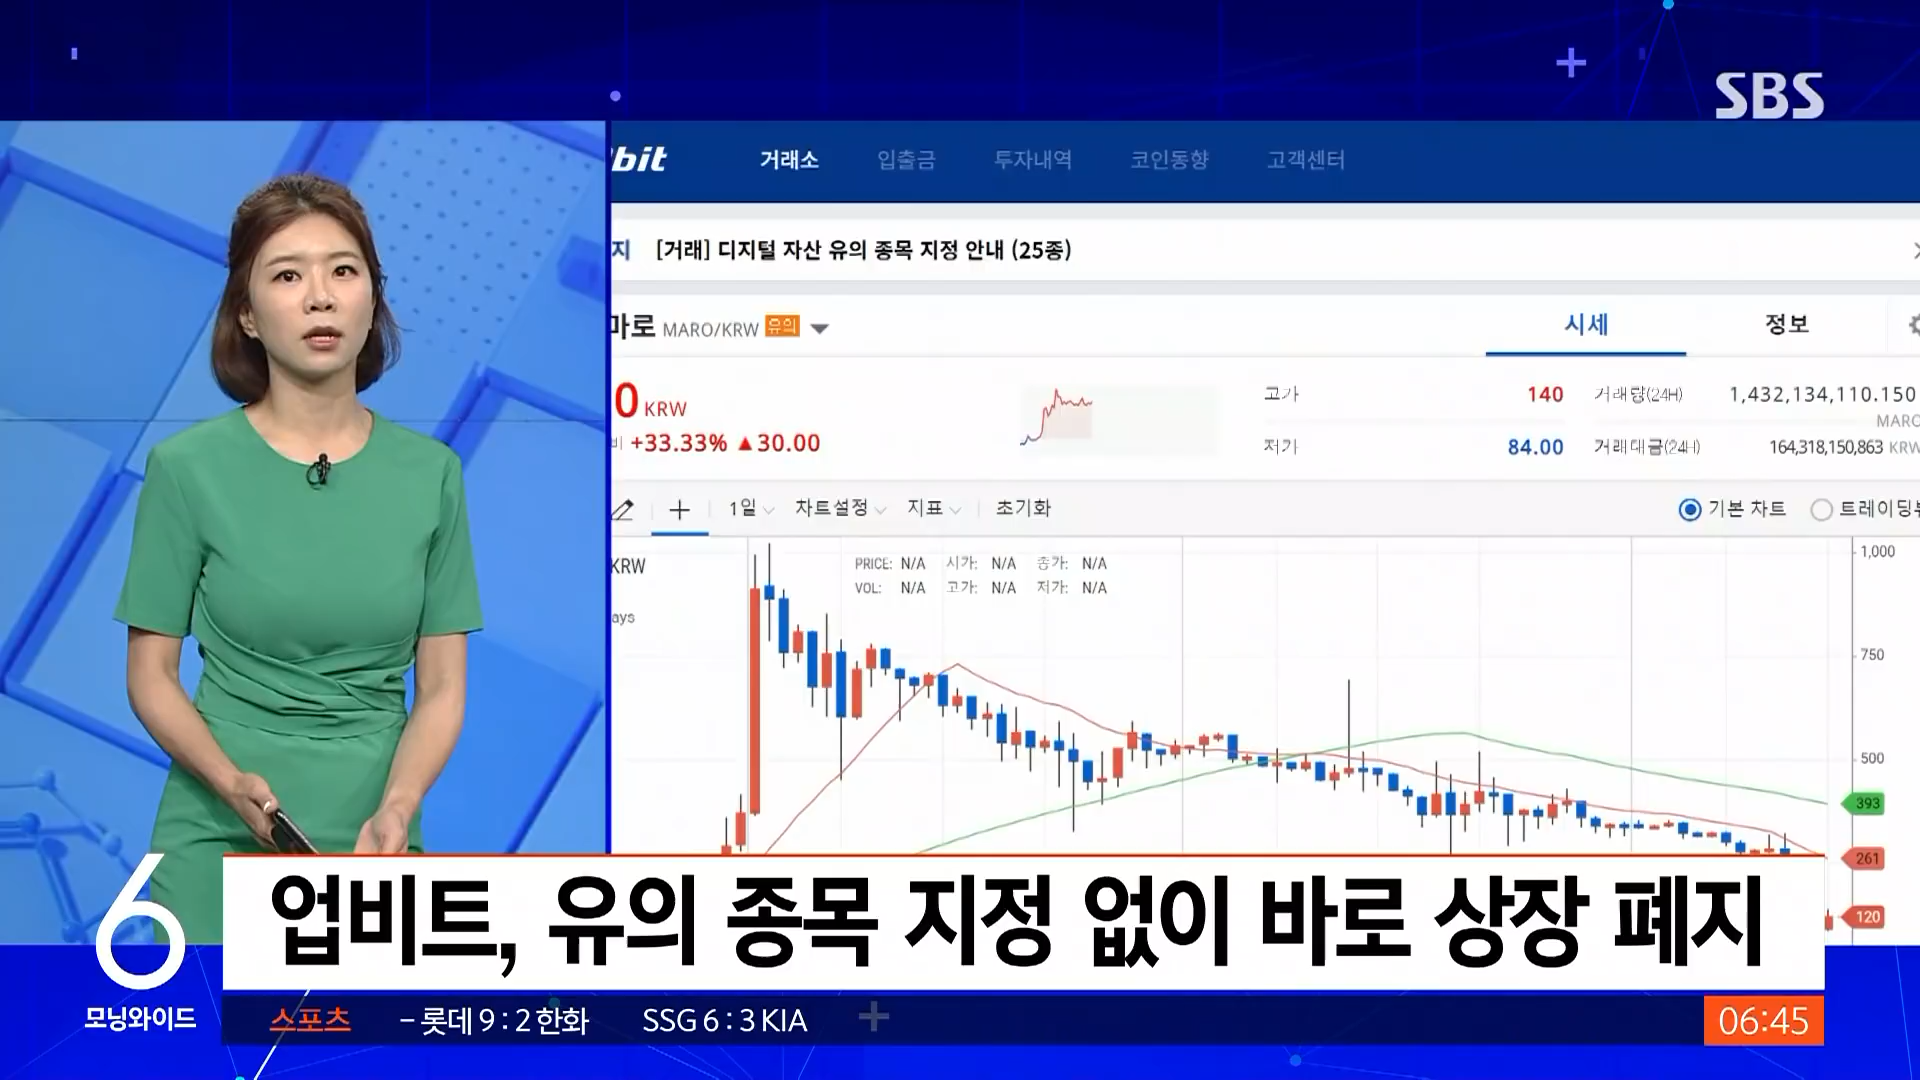 SBS
bit 거래소 입출금 투자내역 코인동향 고객센터
지 [거래] 디지털 자산 유의 종목 지정 안내 (25종)
마로 MARO/KRW 유의 시세 정보
0 KRW 고가 140 거래량(24H) 1,432,134,110.150
MARO
비 +33.33% ▲30.00 저가 84.00 거래대금(24H) 164,318,150,863 KRW
1일 차트설정 지표 초기화 기본 차트 트레이딩뷰
KRW PRICE: N/A 시가: N/A 종가: N/A 1,000
VOL: N/A 고가: N/A 저가: N/A
ays
750
500
393
261
120
업비트, 유의 종목 지정 없이 바로 상장 폐지
6
모닝와이드 스포츠 - 롯데 9 : 2 한화 SSG 6 : 3 KIA 06:45